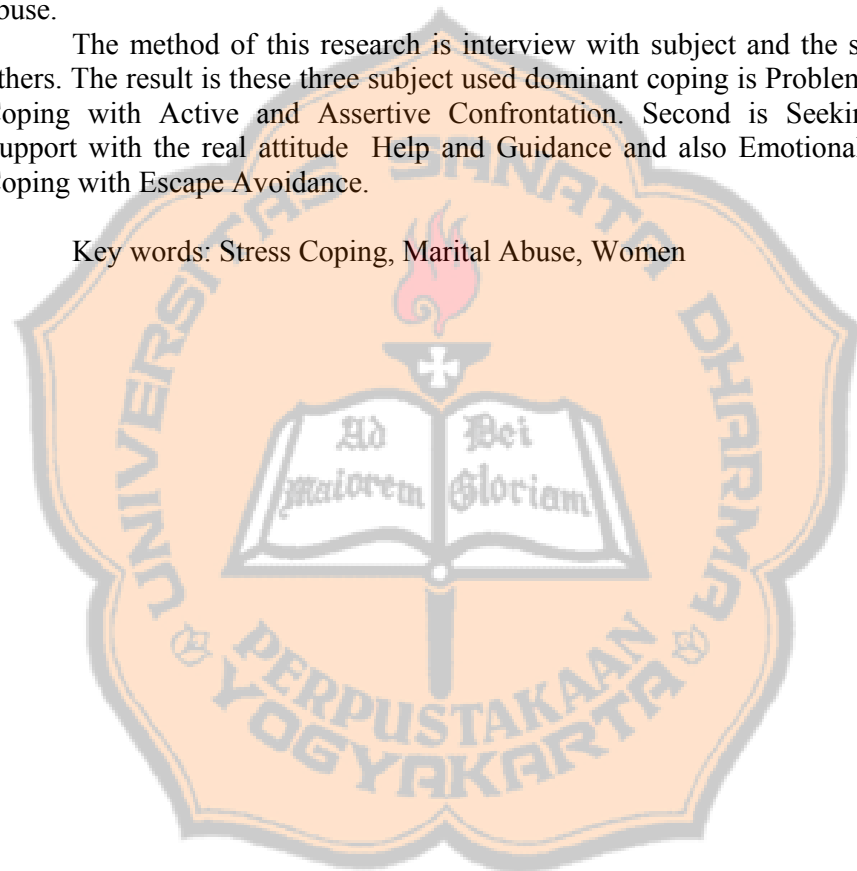 buse.
The method of this research is interview with subject and the s
thers. The result is these three subject used dominant coping is Problem
oping with Active and Assertive Confrontation. Second is Seekin
upport with the real attitude Help and Guidance and also Emotional
oping with Escape Avoidance.
Key words: Stress Coping, Marital Abuse, Women
UNIVERSITAS SANATA DHARMA
Ad Dei
maiorem Gloriam
PERPUSTAKAAN
YOGYAKARTA